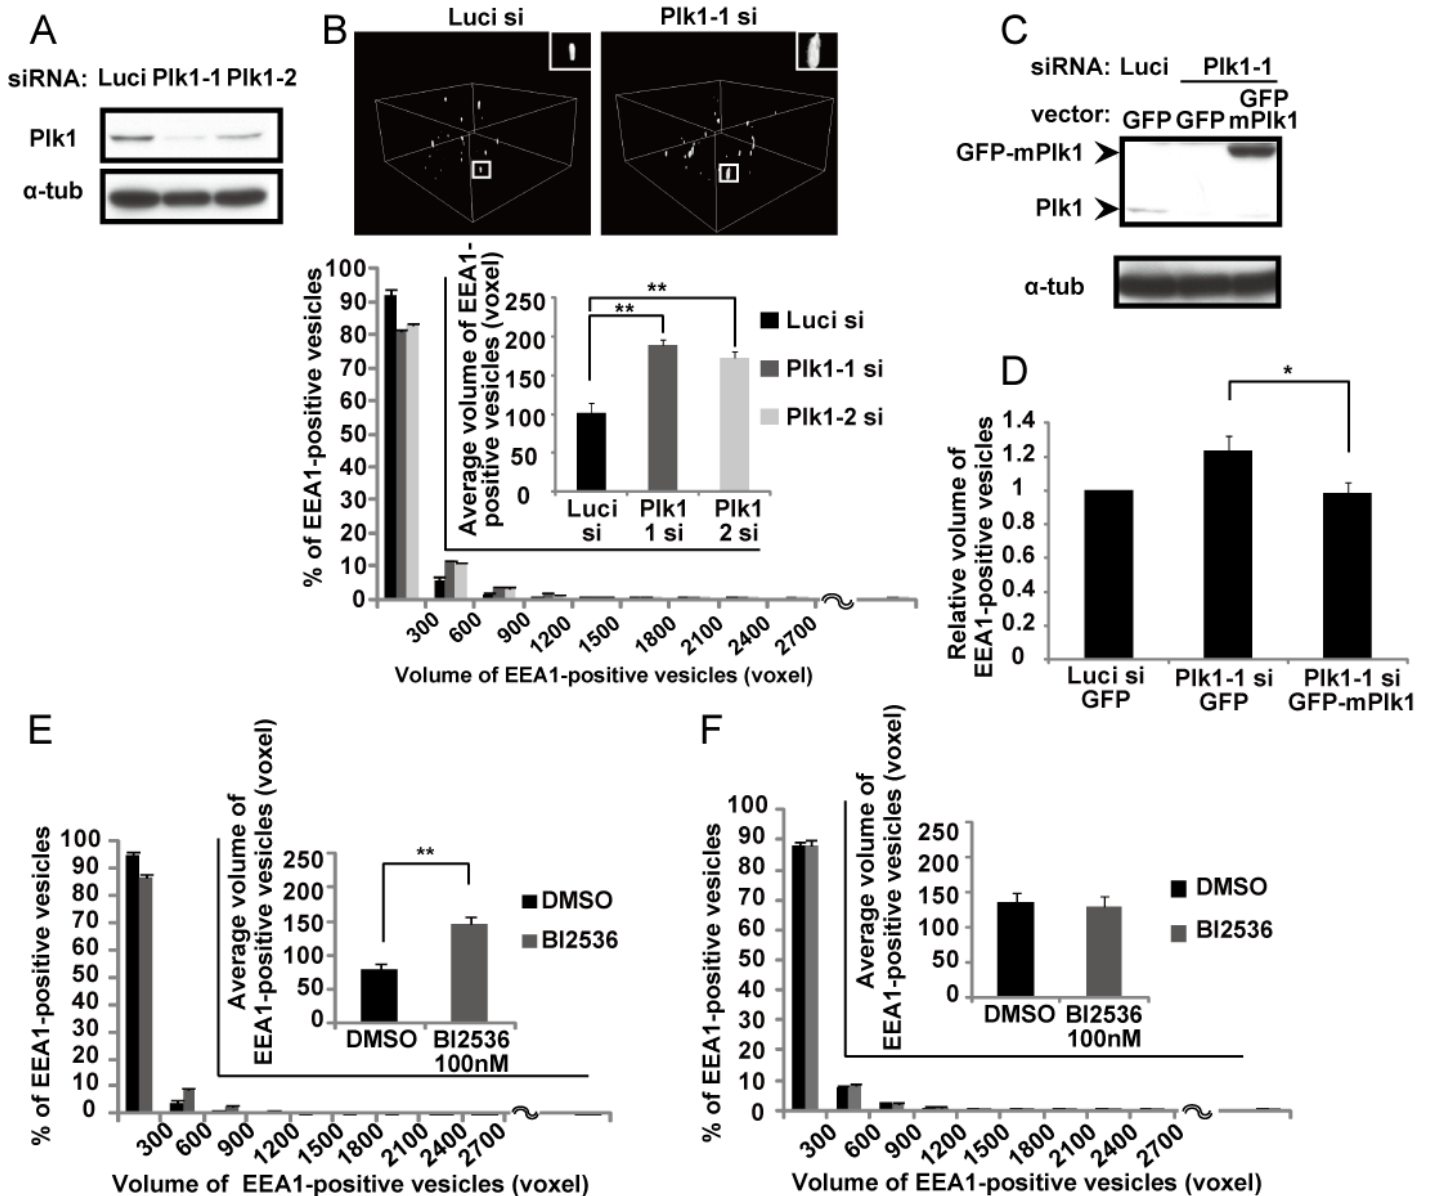 A
siRNA: Luci Plk1-1 Plk1-2
Plk1
α-tub
B
Luci si
Plk1-1 si
% of EEA1-positive vesicles
100
90
80
70
60
50
40
30
20
10
0
300
600
900
1200
1500
1800
2100
2400
2700
Volume of EEA1-positive vesicles (voxel)
Average volume of EEA1-
positive vesicles (voxel)
250
200
150
100
50
0
**
**
Luci
si
Plk1
1 si
Plk1
2 si
Luci si
Plk1-1 si
Plk1-2 si
C
siRNA: Luci Plk1-1
vector: GFP GFP GFP
mPlk1
GFP-mPlk1
Plk1
α-tub
D
Relative volume of
EEA1-positive vesicles
1.4
1.2
1
0.8
0.6
0.4
0.2
0
*
Luci si
GFP
Plk1-1 si
GFP
Plk1-1 si
GFP-mPlk1
E
% of EEA1-positive vesicles
100
90
80
70
60
50
40
30
20
10
0
300
600
900
1200
1500
1800
2100
2400
2700
Volume of EEA1-positive vesicles (voxel)
Average volume of
EEA1-positive vesicles (voxel)
250
200
150
100
50
0
**
DMSO
BI2536
100nM
DMSO
BI2536
F
% of EEA1-positive vesicles
100
90
80
70
60
50
40
30
20
10
0
300
600
900
1200
1500
1800
2100
2400
2700
Volume of EEA1-positive vesicles (voxel)
Average volume of
EEA1-positive vesicles (voxel)
250
200
150
100
50
0
DMSO
BI2536
100nM
DMSO
BI2536